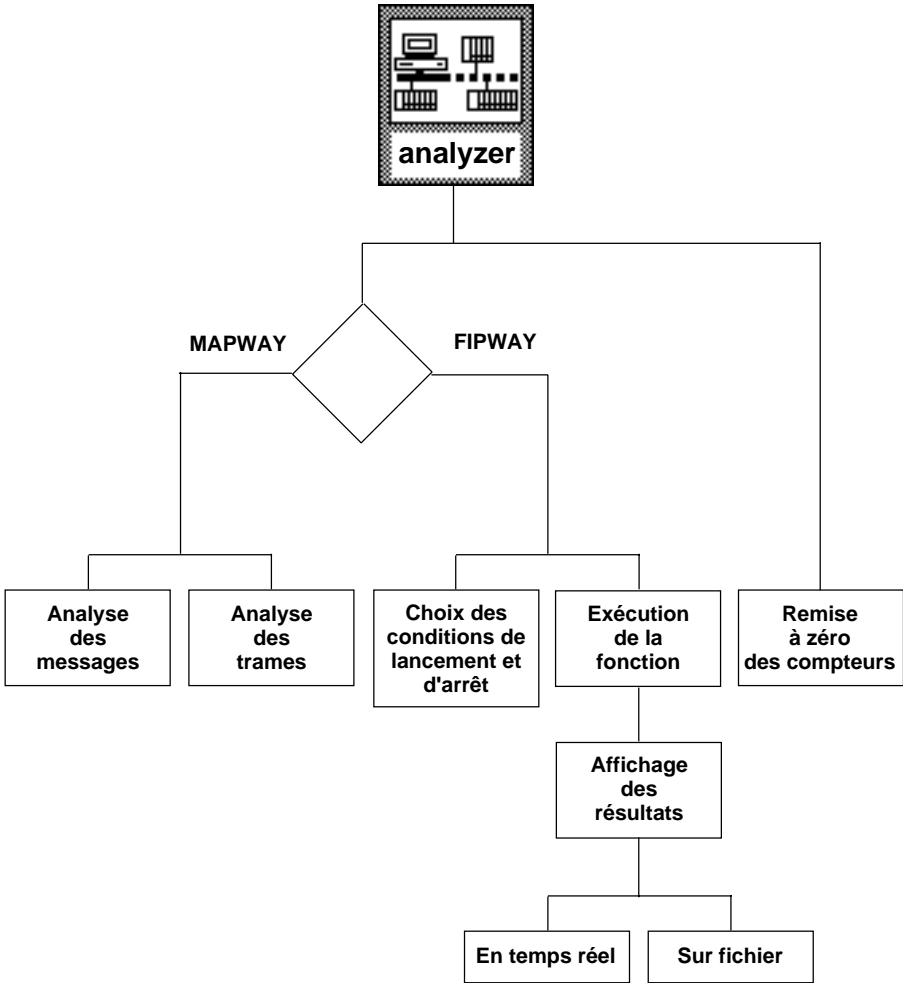 analyzer
MAPWAY
FIPWAY
Analyse
des
messages
Analyse
des
trames
Choix des
conditions de
lancement et
d'arrêt
Exécution
de la
fonction
Remise
à zéro
des compteurs
Affichage
des
résultats
En temps réel
Sur fichier